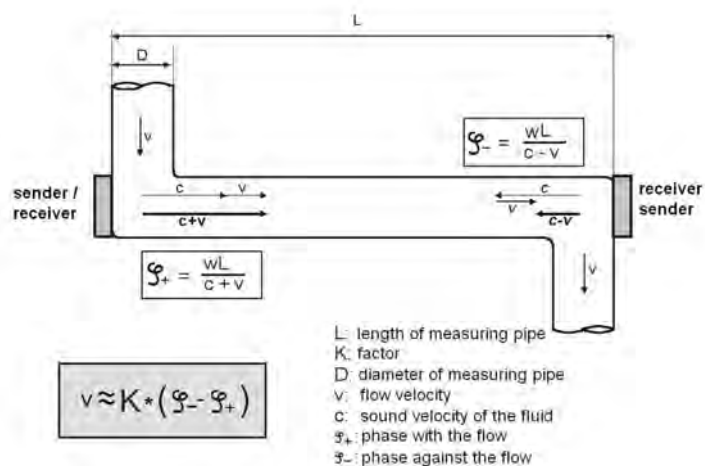 L
D
v
φ₋ = wL / c - v
sender /
receiver
c v
c+v
c
v c-v
receiver
sender
φ₊ = wL / c + v
v
L: length of measuring pipe
K: factor
D: diameter of measuring pipe
v: flow velocity
c: sound velocity of the fluid
φ₊: phase with the flow
φ₋: phase against the flow
v ≈ K * (φ₋ - φ₊)